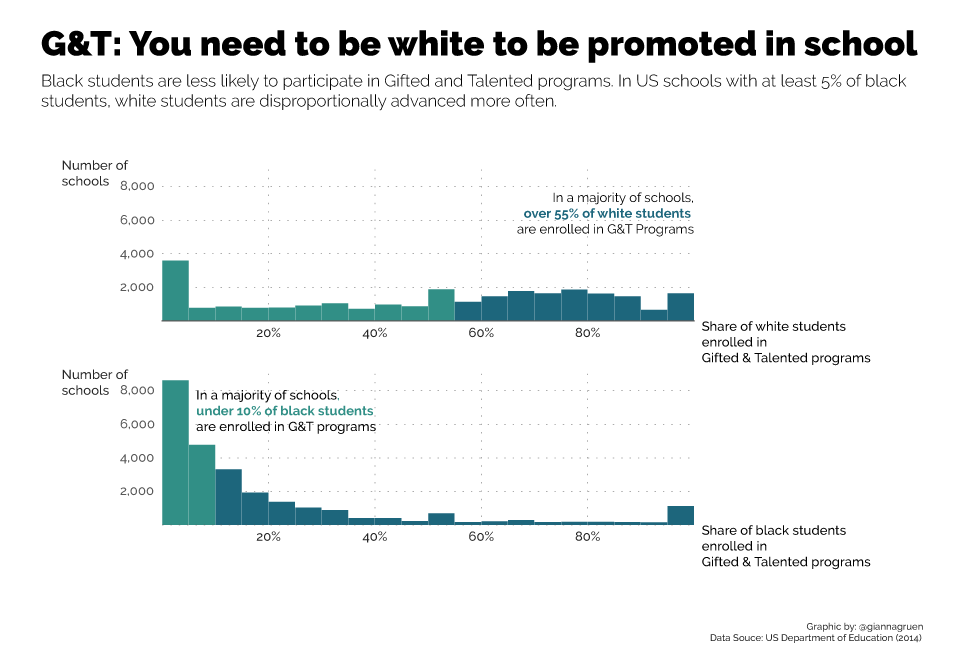 G&T: You need to be white to be promoted in school
Black students are less likely to participate in Gifted and Talented programs. In US schools with at least 5% of black
students, white students are disproportionally advanced more often.
Number of
schools
8,000
6,000
4,000
2,000
In a majority of schools,
over 55% of white students
are enrolled in G&T Programs
20%
40%
60%
80%
Share of white students
enrolled in
Gifted & Talented programs
Number of
schools
8,000
6,000
4,000
2,000
In a majority of schools,
under 10% of black students
are enrolled in G&T programs
20%
40%
60%
80%
Share of black students
enrolled in
Gifted & Talented programs
Graphic by: @giannagruen
Data Souce: US Department of Education (2014)